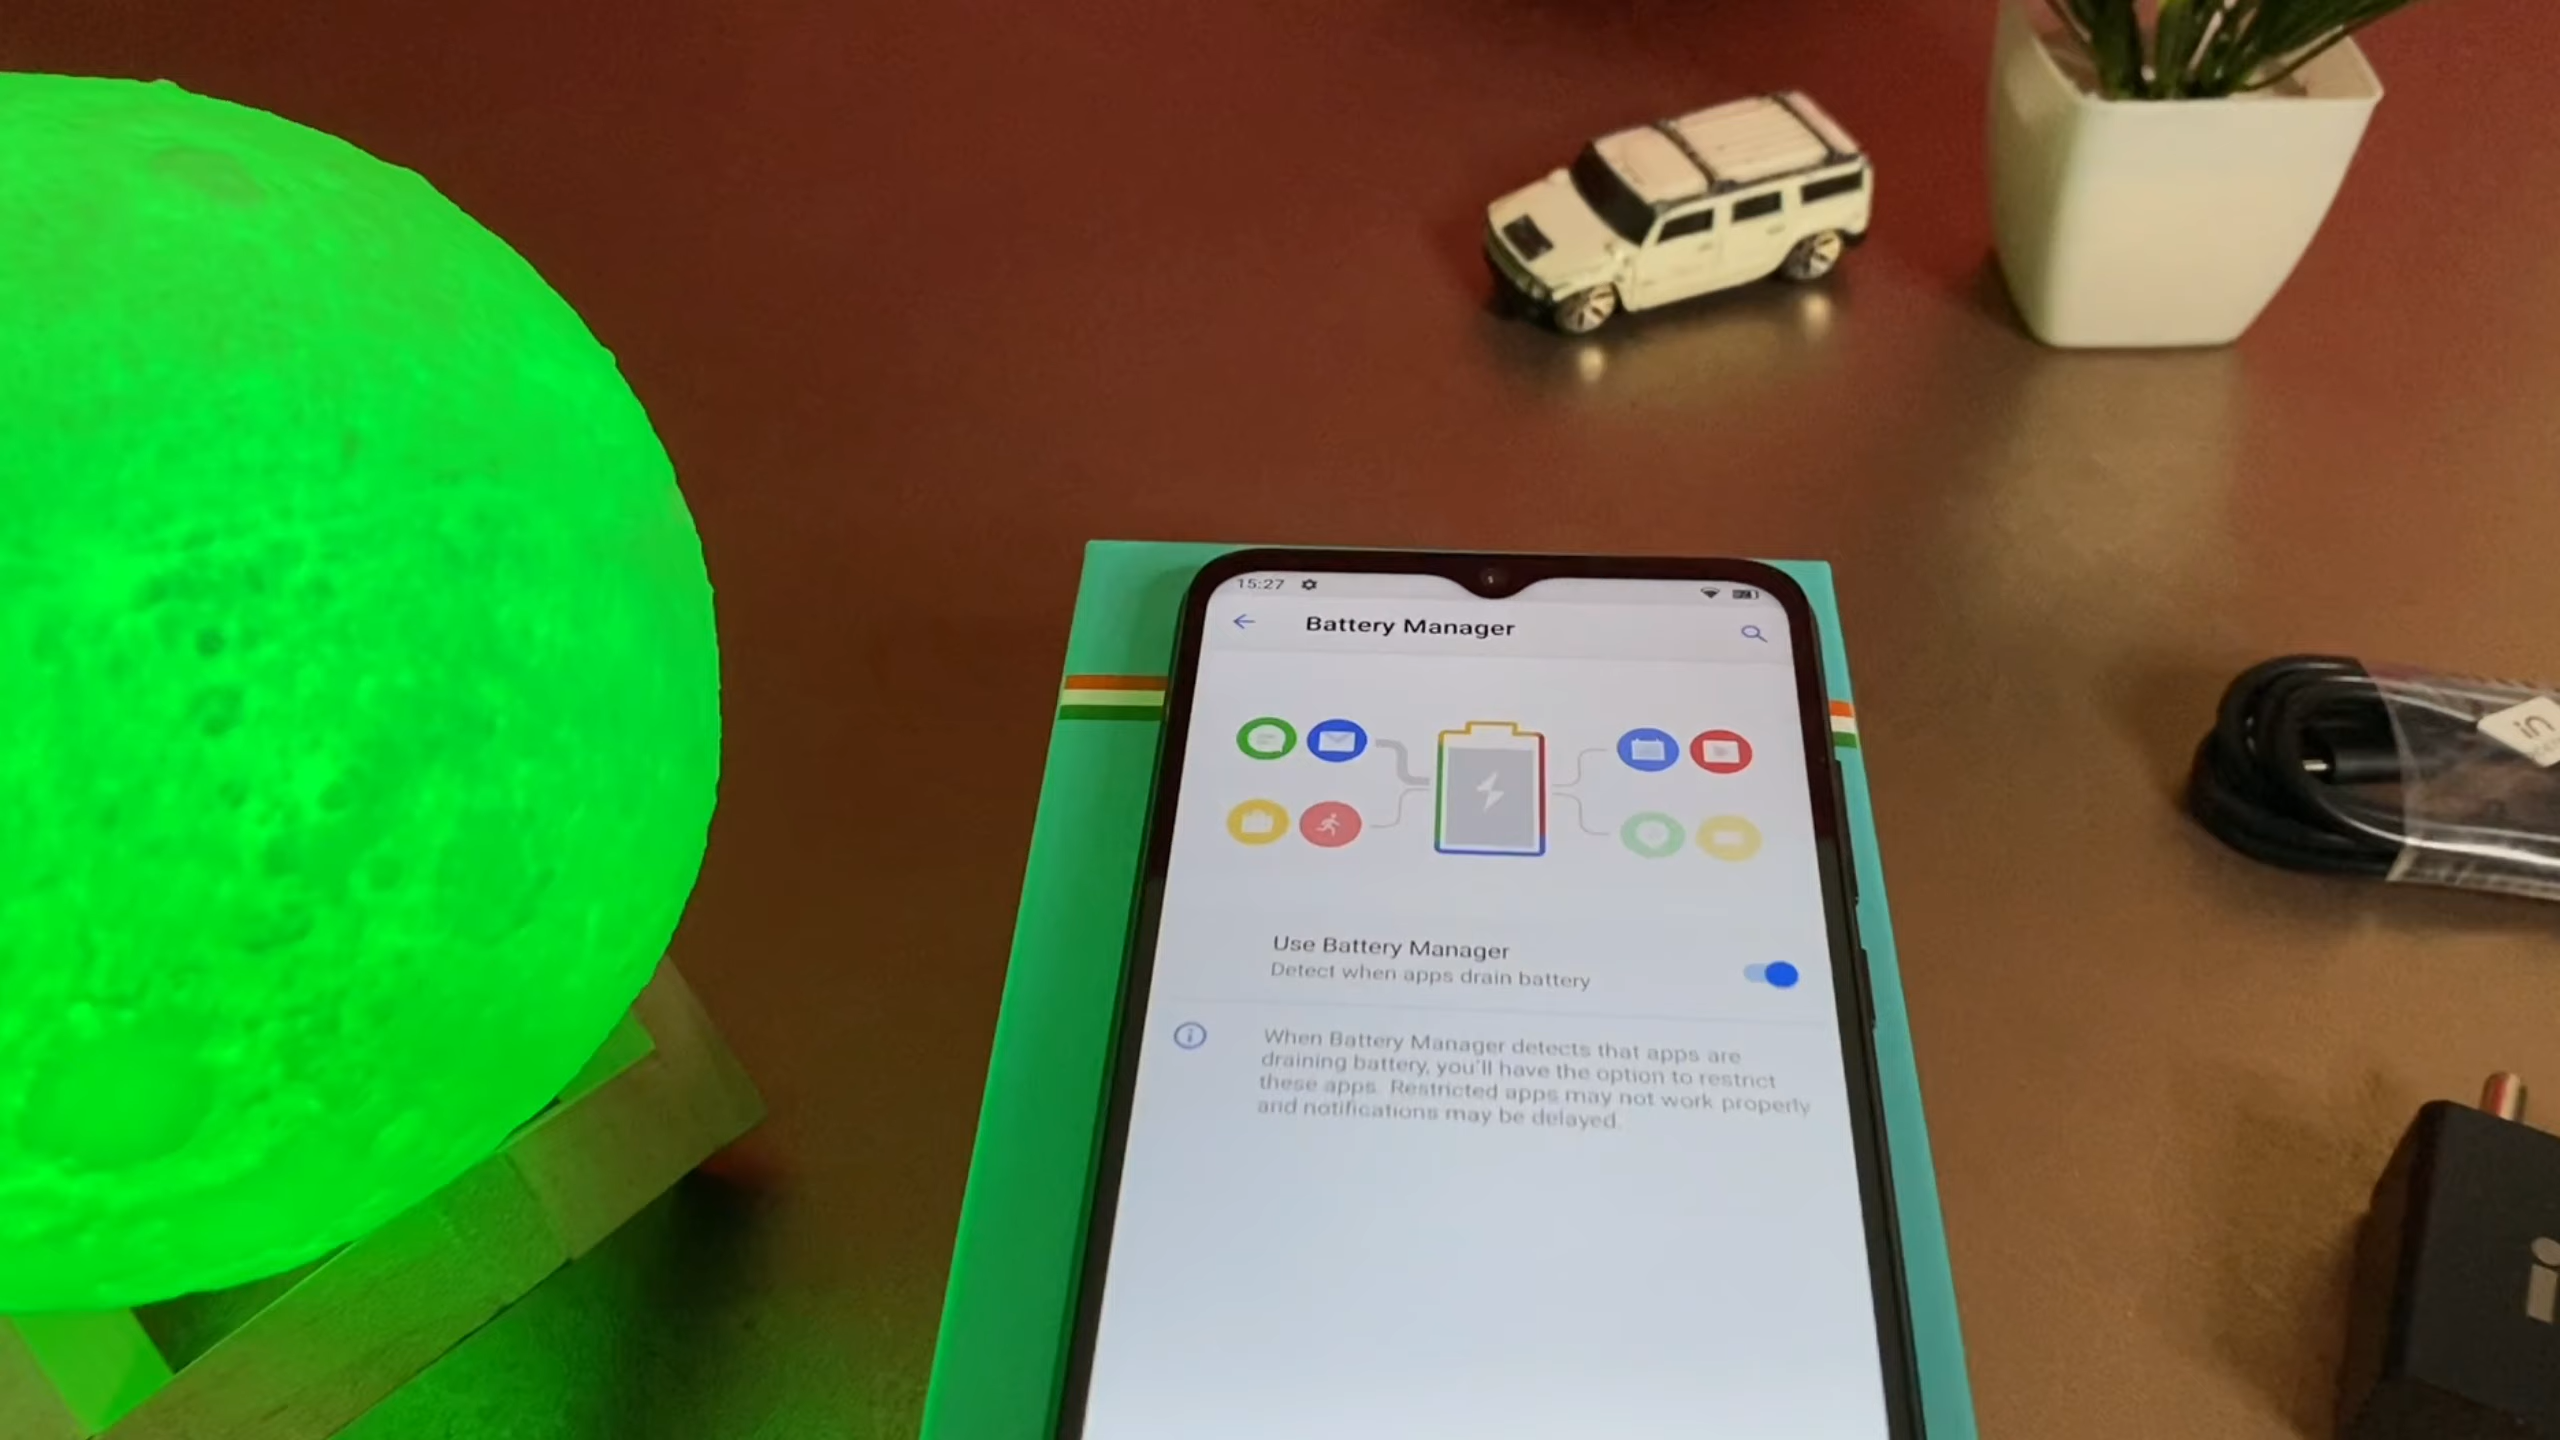 15:27
Battery Manager
Use Battery Manager
Detect when apps drain battery
When Battery Manager detects that apps are
draining battery, you'll have the option to restrict
these apps. Restricted apps may not work properly
and notifications may be delayed.
in